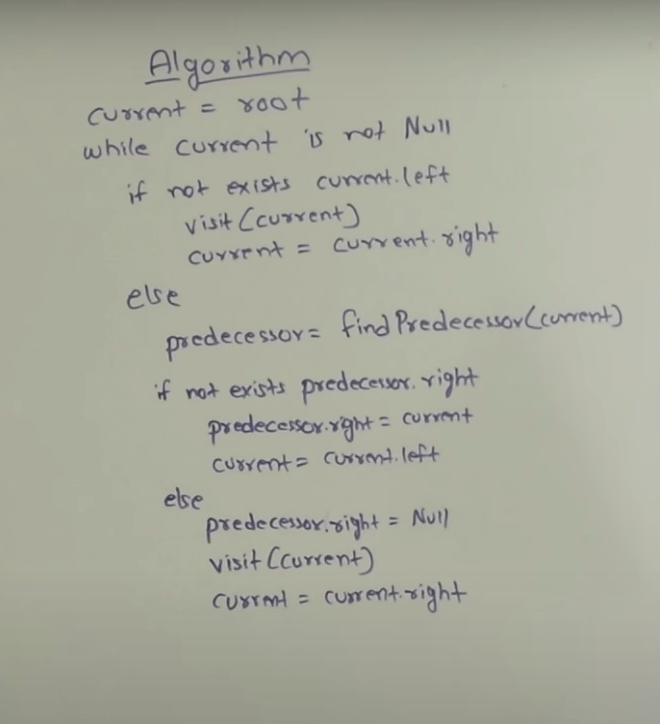 Algorithm
current = root
while current is not Null
if not exists current.left
visit (current)
current = current.right
else
predecessor = find Predecessor (current)
if not exists predecessor.right
predecessor.right = current
current = current.left
else
predecessor.right = Null
visit (current)
current = current.right